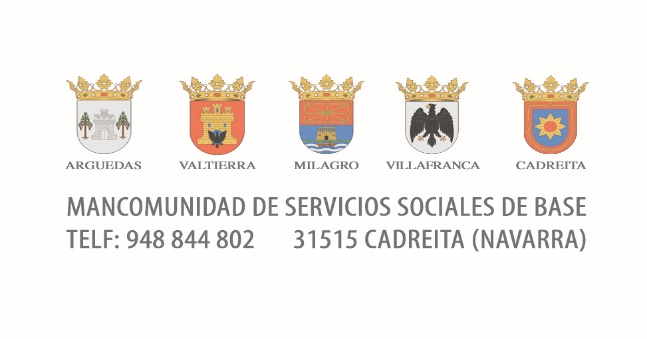 ARGUEDAS VALTIERRA MILAGRO VILLAFRANCA CADREITA
MANCOMUNIDAD DE SERVICIOS SOCIALES DE BASE
TELF: 948 844 802 31515 CADREITA (NAVARRA)